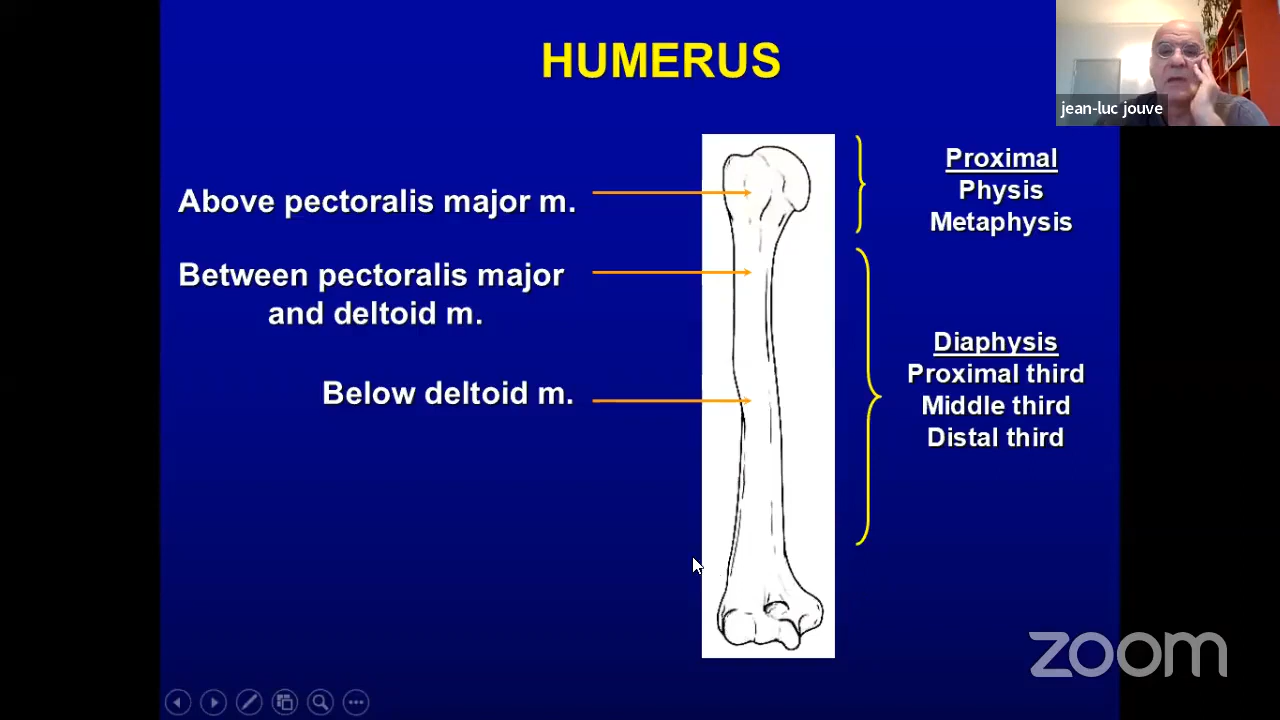 HUMERUS
jean-luc jouve
Above pectoralis major m.
Between pectoralis major
and deltoid m.
Below deltoid m.
Proximal
Physis
Metaphysis
Diaphysis
Proximal third
Middle third
Distal third
zoom